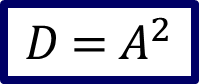 D = A²